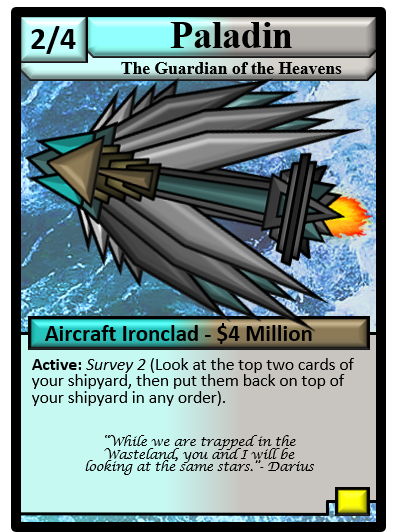 2/4
Paladin
The Guardian of the Heavens
Aircraft Ironclad - $4 Million
Active: Survey 2 (Look at the top two cards of
your shipyard, then put them back on top of
your shipyard in any order).
"While we are trapped in the
Wasteland, you and I will be
looking at the same stars."- Darius